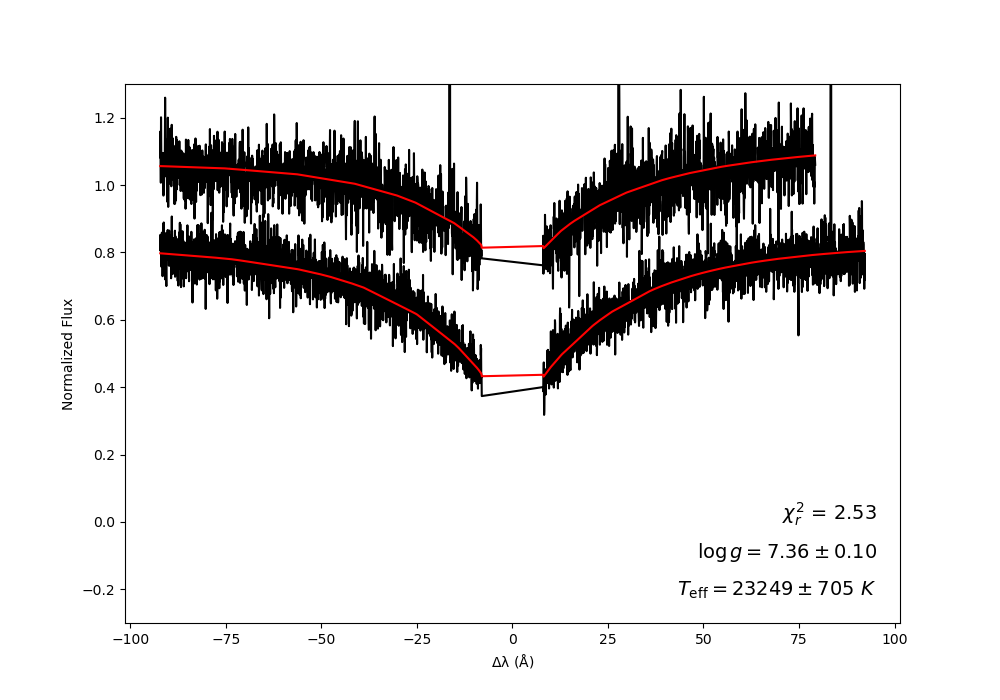 1.2
1.0
0.8
0.6
0.4
0.2
0.0
−0.2
Normalized Flux
χ²ᵣ = 2.53
log g = 7.36 ± 0.10
T_eff = 23249 ± 705 K
−100 −75 −50 −25 0 25 50 75 100
Δλ (Å)